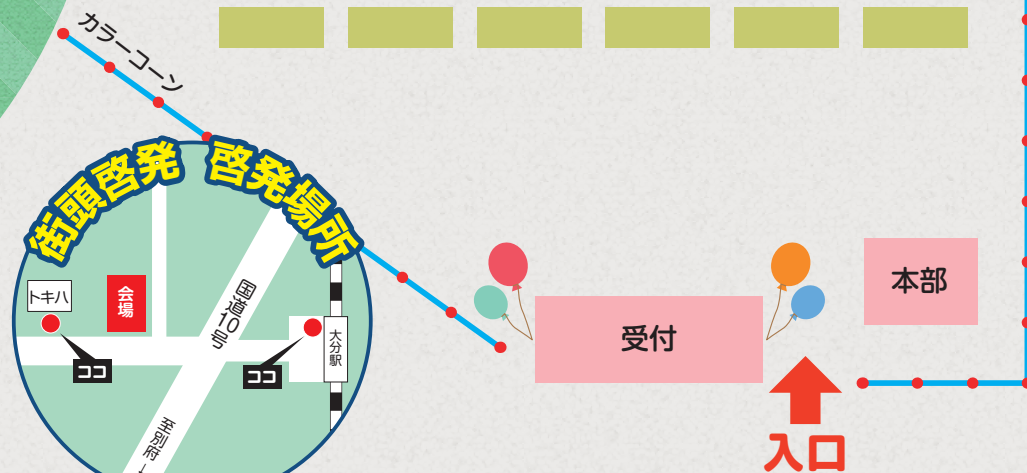 カラーコーン
街頭啓発 啓発場所
トキハ
会場
国道10号
大分駅
ココ
ココ
至別府
受付
本部
入口